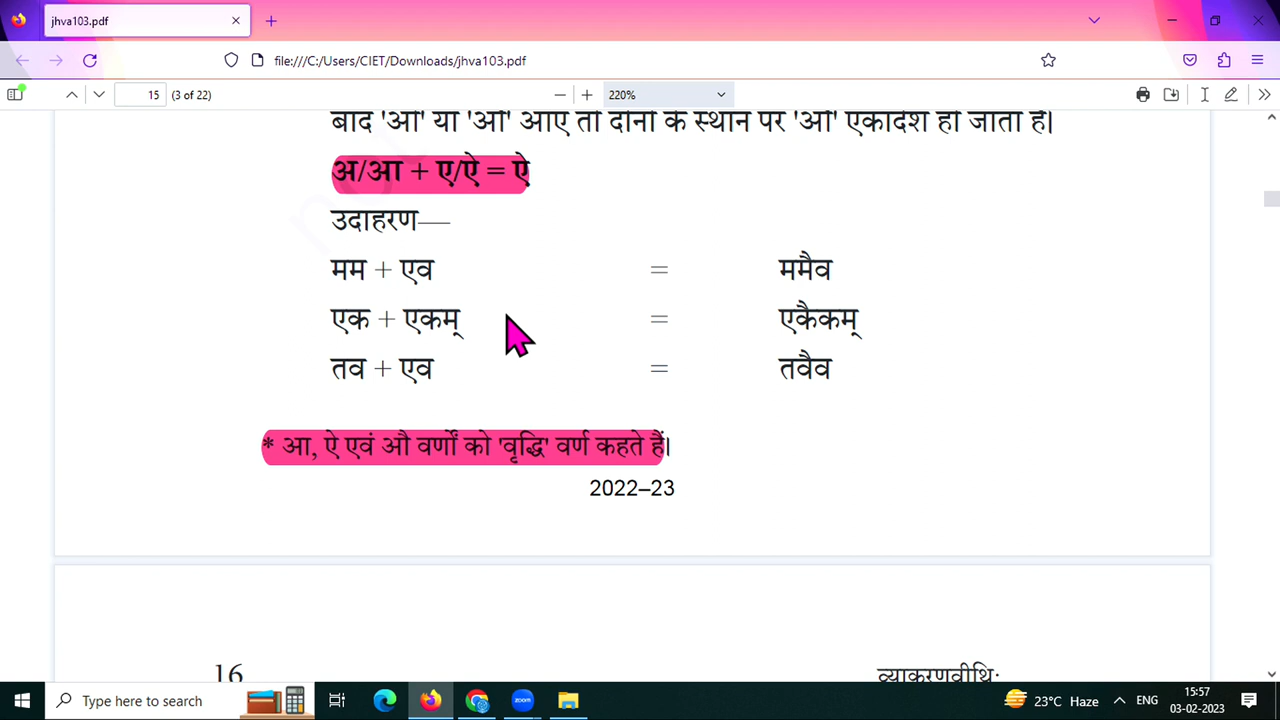 jhva103.pdf
file:///C:/Users/CIET/Downloads/jhva103.pdf
15 (3 of 22) 220%
स्थान पर
अ/आ + ए/ऐ = ऐ
उदाहरण—
मम + एव = ममैव
एक + एकम् = एकैकम्
तव + एव = तवैव
* आ, ऐ एवं औ वर्णों को 'वृद्धि' वर्ण कहते हैं।
2022–23
16 व्याकरणवीथिः
Type here to search
zoom
23°C Haze
ENG
15:57
03-02-2023